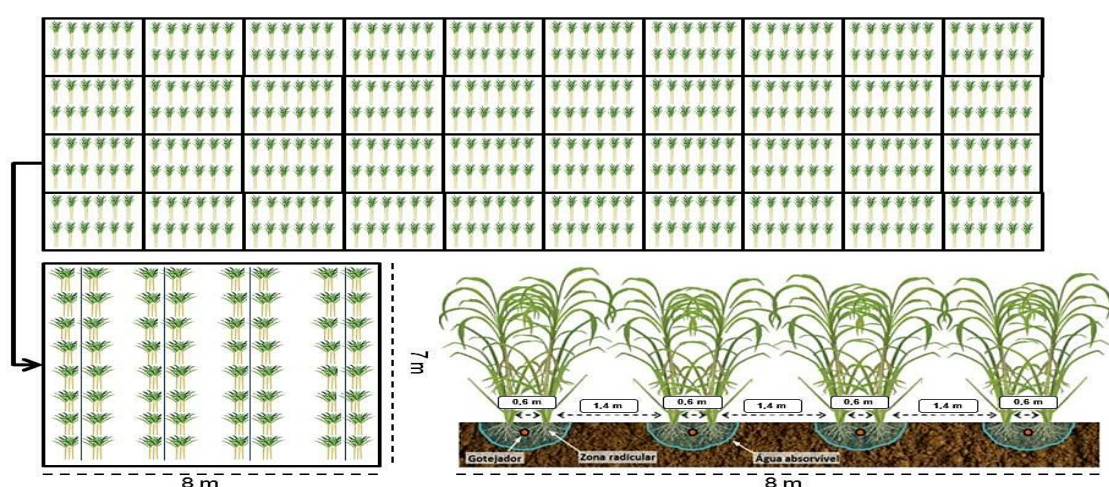 7 m
8 m
0,6 m
1,4 m
0,6 m
1,4 m
0,6 m
1,4 m
0,6 m
Gotejador
Zona radicular
Água absorvível
8 m